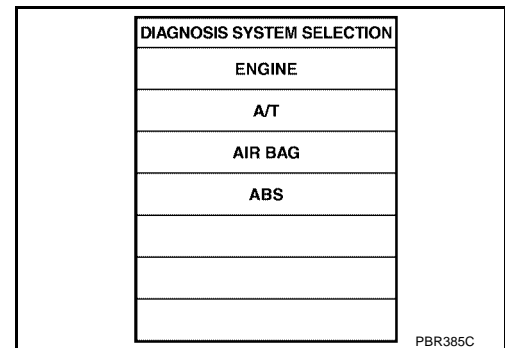 DIAGNOSIS SYSTEM SELECTION
ENGINE
A/T
AIR BAG
ABS
PBR385C